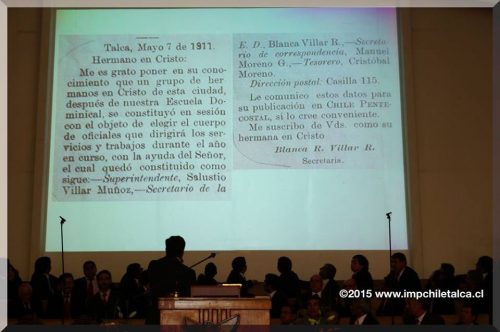 Talca, Mayo 7 de 1911.
Hermano en Cristo:
Me es grato poner en su cono-
cimiento que un grupo de her-
manos en Cristo de esta ciudad,
después de nuestra Escuela Do-
minical, se constituyó en sesión
con el objeto de elegir el cuerpo
de oficiales que dirigirá los ser-
vicios y trabajos durante el año
en curso, con la ayuda del Señor,
el cual quedó constituido como
sigue:—Superintendente, Salustio
Villar Muñoz,—Secretario de la
E. D., Blanca Villar R.,—Secreta-
rio de correspondencia, Manuel
Moreno G.,—Tesorero, Cristóbal
Moreno.
Dirección postal: Casilla 115.
Le comunico estos datos para
su publicación en CHILE PENTE-
COSTAL, si lo cree conveniente.
Me suscribo de Vds. como su
hermana en Cristo
Blanca R. Villar R.
Secretaria.
©2015 - www.impchiletalca.cl